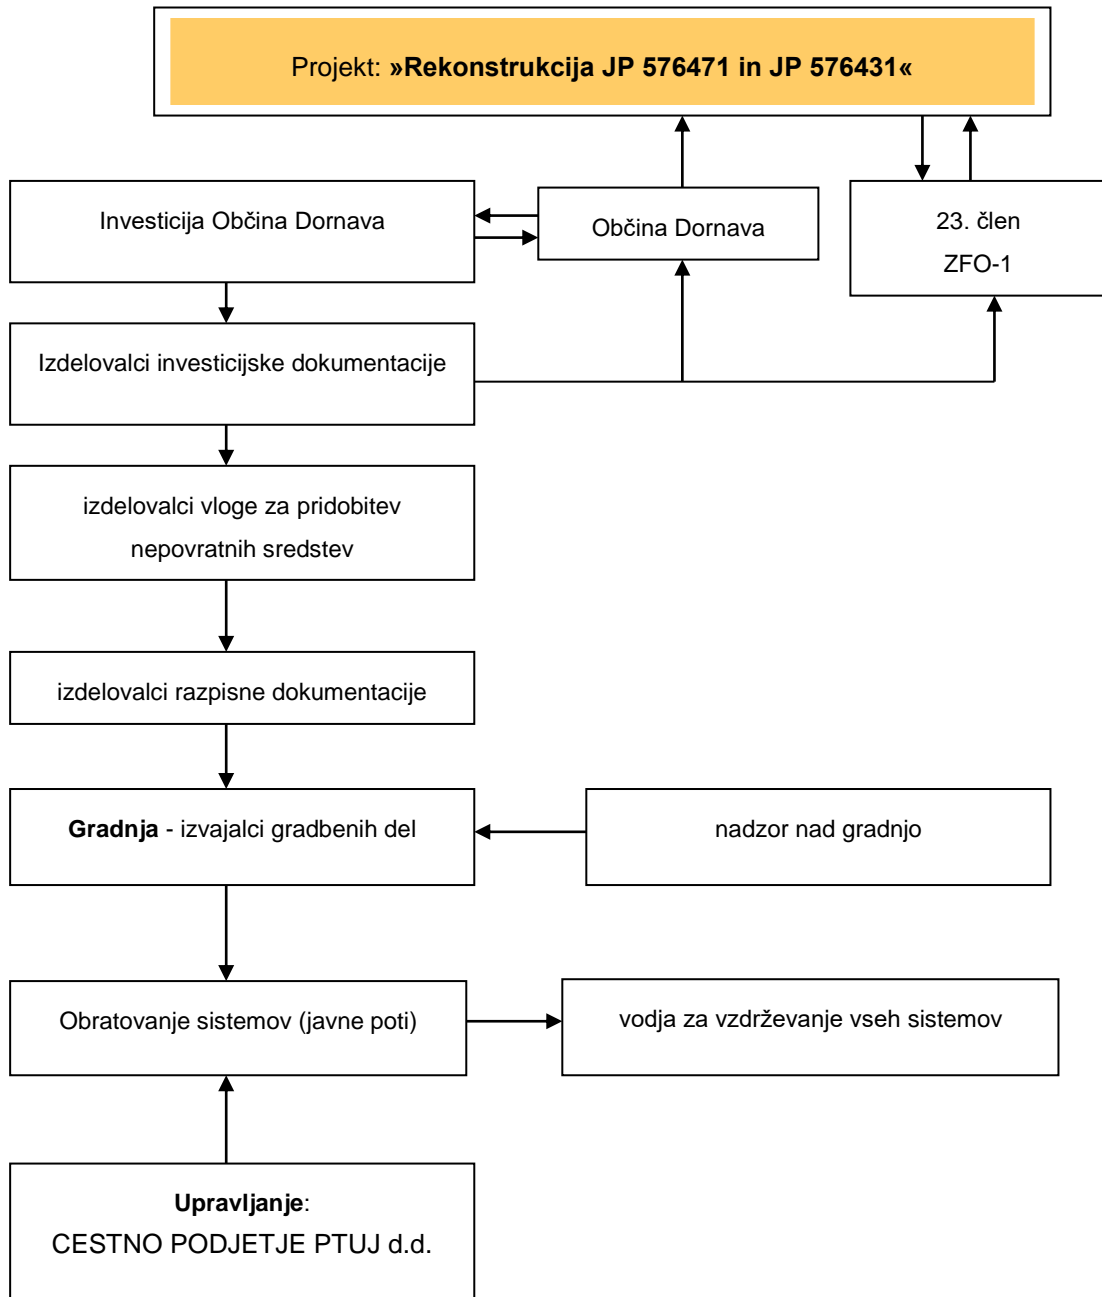 Projekt: »Rekonstrukcija JP 576471 in JP 576431«
Investicija Občina Dornava
Občina Dornava
23. člen
ZFO-1
Izdelovalci investicijske dokumentacije
izdelovalci vloge za pridobitev
nepovratnih sredstev
izdelovalci razpisne dokumentacije
Gradnja - izvajalci gradbenih del
nadzor nad gradnjo
Obratovanje sistemov (javne poti)
vodja za vzdrževanje vseh sistemov
Upravljanje:
CESTNO PODJETJE PTUJ d.d.